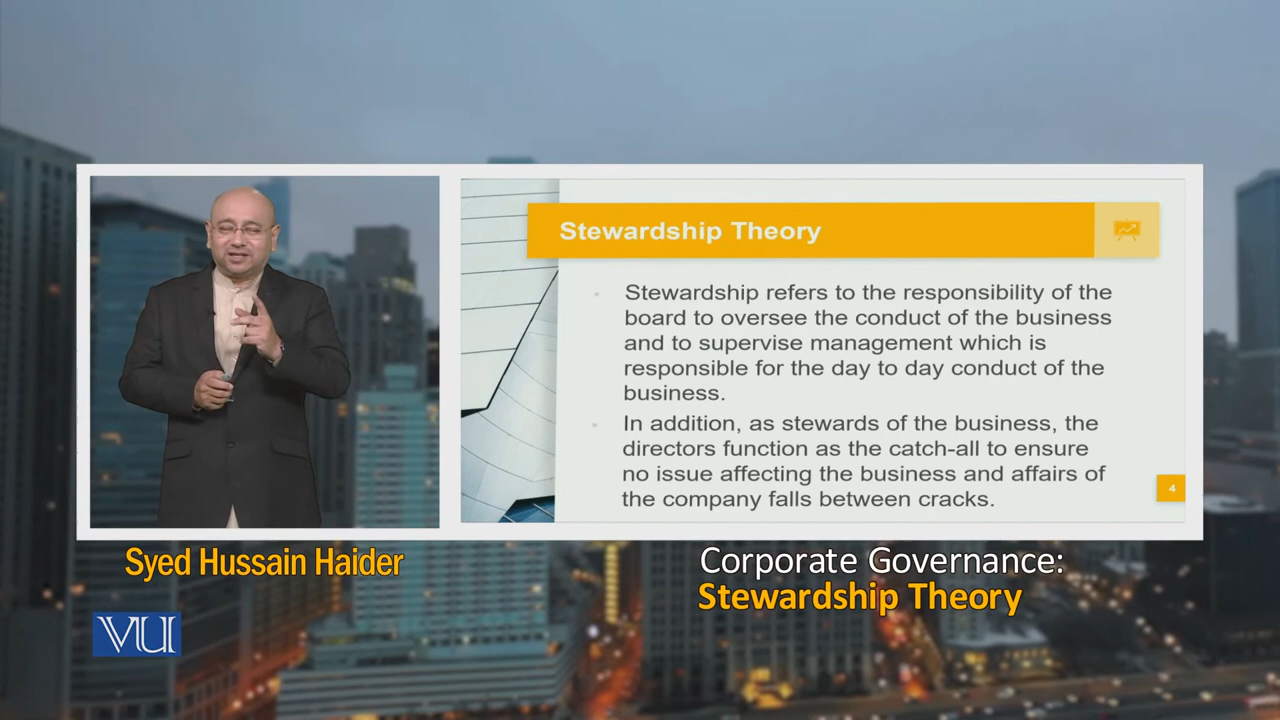 Stewardship Theory
Stewardship refers to the responsibility of the
board to oversee the conduct of the business
and to supervise management which is
responsible for the day to day conduct of the
business.
In addition, as stewards of the business, the
directors function as the catch-all to ensure
no issue affecting the business and affairs of
the company falls between cracks.
4
Syed Hussain Haider
Corporate Governance:
Stewardship Theory
VU